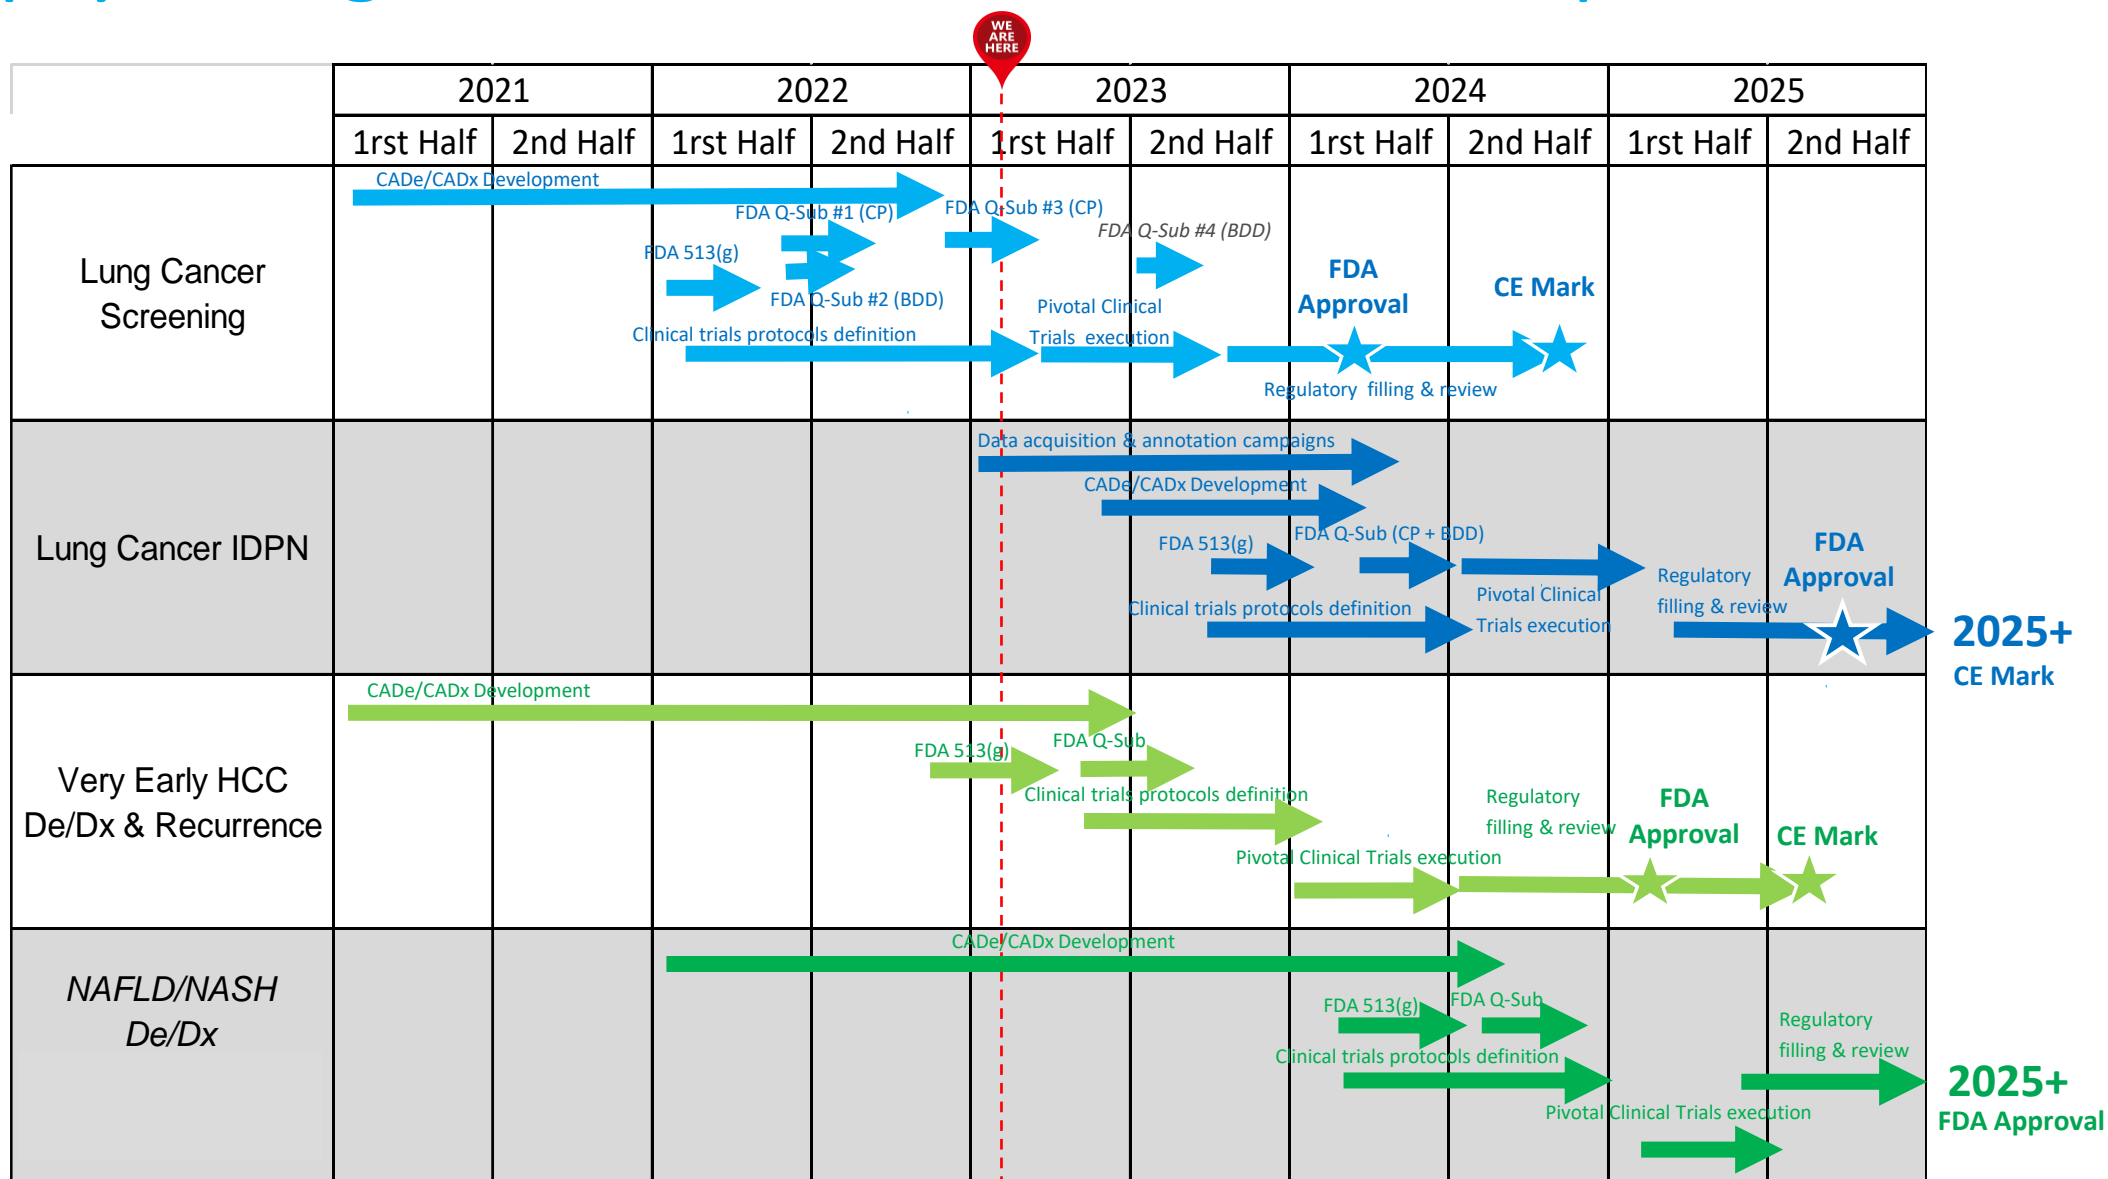 WE
ARE
HERE
2021
2022
2023
2024
2025
1rst Half
2nd Half
1rst Half
2nd Half
1rst Half
2nd Half
1rst Half
2nd Half
1rst Half
2nd Half
Lung Cancer
Screening
CADe/CADx Development
FDA Q-Sub #1 (CP)
FDA Q-Sub #3 (CP)
FDA Q-Sub #4 (BDD)
FDA 513(g)
FDA Q-Sub #2 (BDD)
Clinical trials protocols definition
Pivotal Clinical
Trials execution
FDA
Approval
CE Mark
Regulatory filling & review
Lung Cancer IDPN
Data acquisition & annotation campaigns
CADe/CADx Development
FDA 513(g)
FDA Q-Sub (CP + BDD)
Clinical trials protocols definition
Pivotal Clinical
Trials execution
Regulatory
filling & review
FDA
Approval
2025+
CE Mark
Very Early HCC
De/Dx & Recurrence
CADe/CADx Development
FDA 513(g)
FDA Q-Sub
Clinical trials protocols definition
Pivotal Clinical Trials execution
Regulatory
filling & review
FDA
Approval
CE Mark
NAFLD/NASH
De/Dx
CADe/CADx Development
FDA 513(g)
FDA Q-Sub
Clinical trials protocols definition
Pivotal Clinical Trials execution
Regulatory
filling & review
2025+
FDA Approval